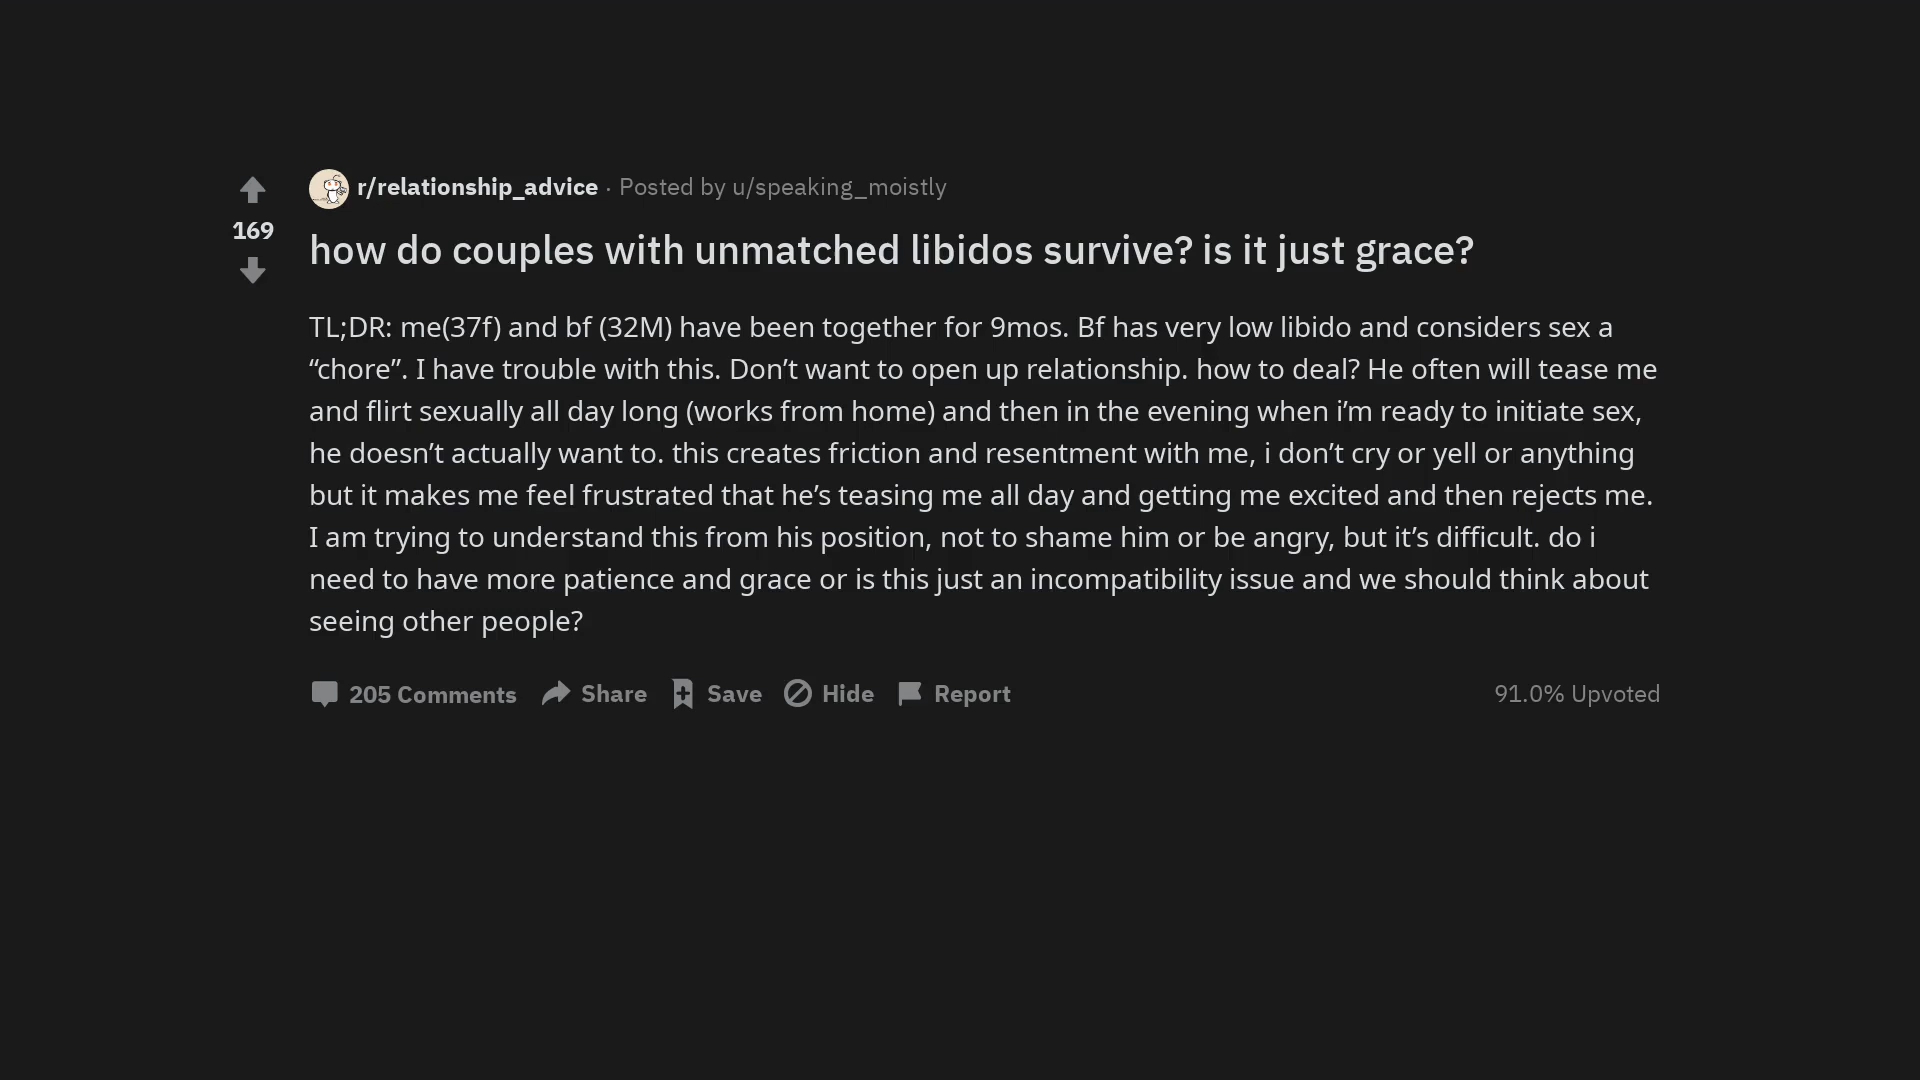 r/relationship_advice · Posted by u/speaking_moistly
169
how do couples with unmatched libidos survive? is it just grace?
TL;DR: me(37f) and bf (32M) have been together for 9mos. Bf has very low libido and considers sex a
“chore”. I have trouble with this. Don’t want to open up relationship. how to deal? He often will tease me
and flirt sexually all day long (works from home) and then in the evening when i’m ready to initiate sex,
he doesn’t actually want to. this creates friction and resentment with me, i don’t cry or yell or anything
but it makes me feel frustrated that he’s teasing me all day and getting me excited and then rejects me.
I am trying to understand this from his position, not to shame him or be angry, but it’s difficult. do i
need to have more patience and grace or is this just an incompatibility issue and we should think about
seeing other people?
205 Comments Share Save Hide Report 91.0% Upvoted